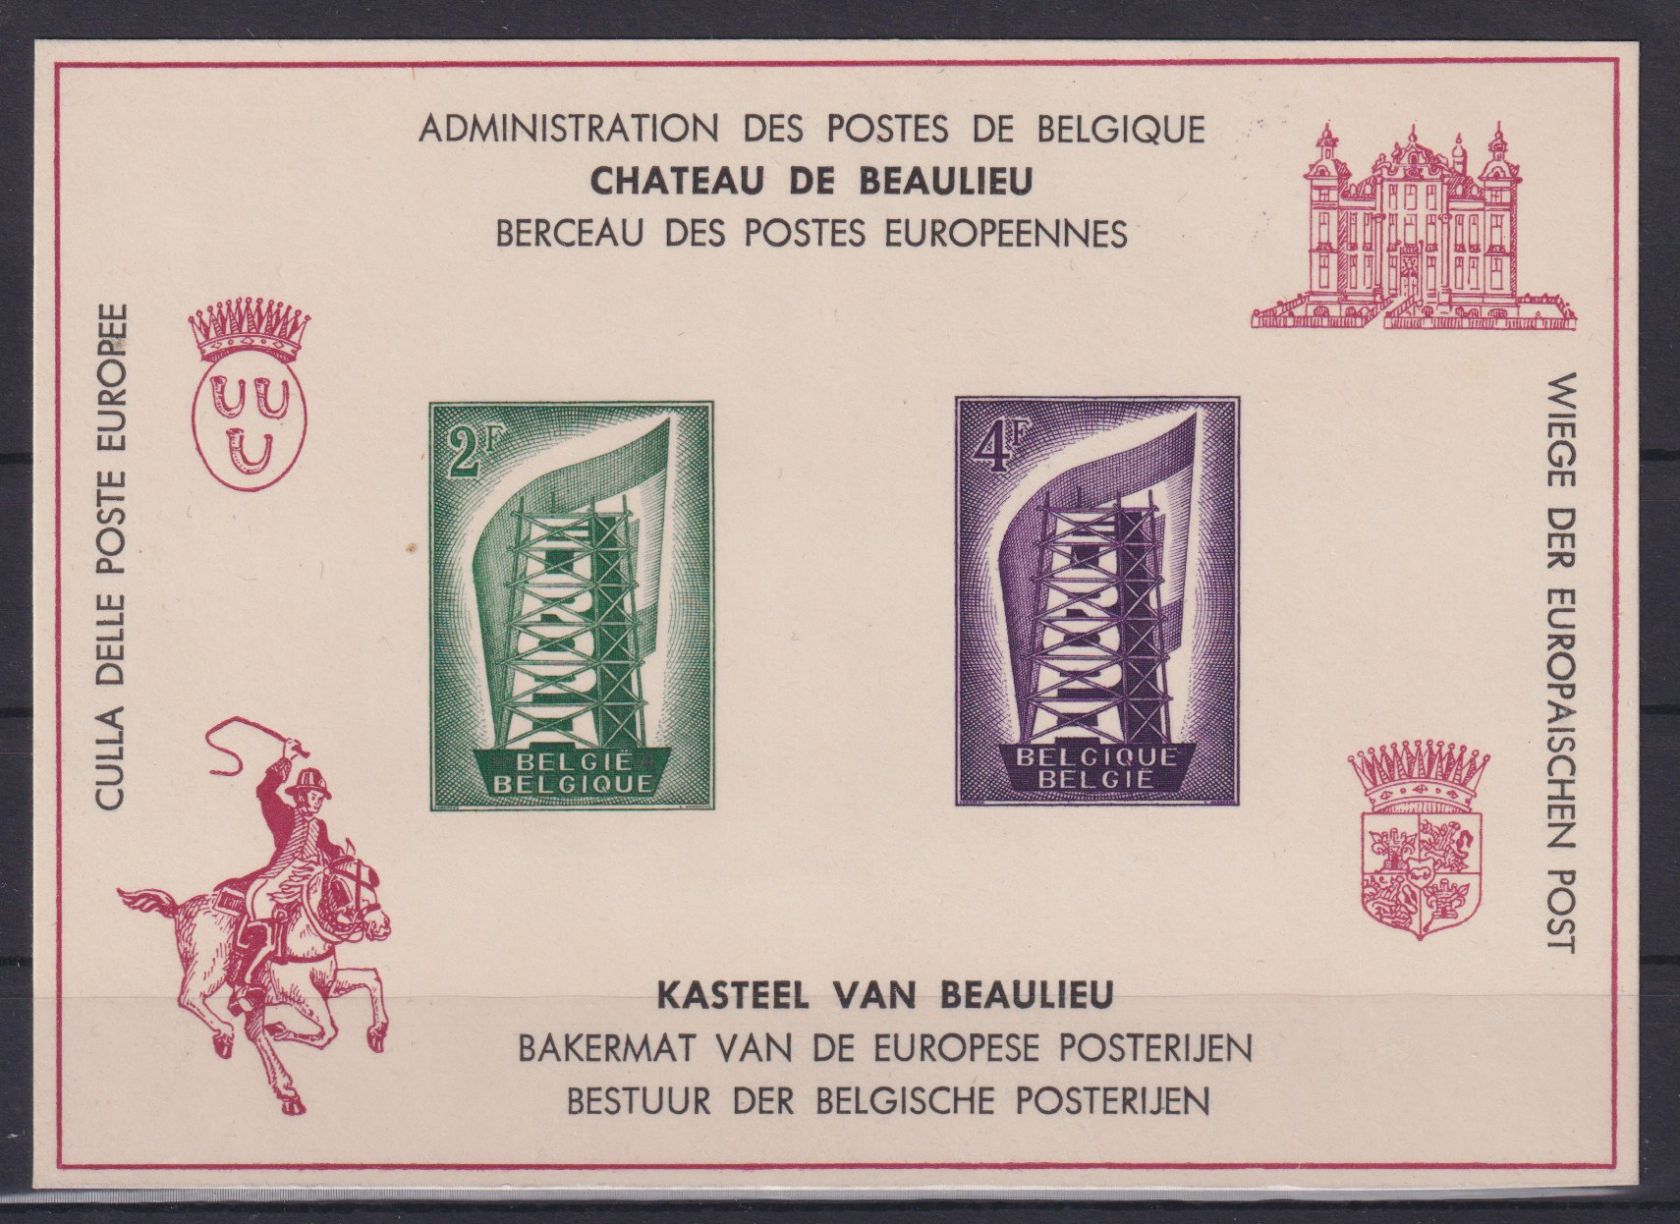 ADMINISTRATION DES POSTES DE BELGIQUE
CHATEAU DE BEAULIEU
BERCEAU DES POSTES EUROPEENNES
CULLA DELLE POSTE EUROPEE
WIEGE DER EUROPAISCHEN POST
2F
EUROPA
BELGIË
BELGIQUE
4F
EUROPA
BELGIQUE
BELGIË
KASTEEL VAN BEAULIEU
BAKERMAT VAN DE EUROPESE POSTERIJEN
BESTUUR DER BELGISCHE POSTERIJEN